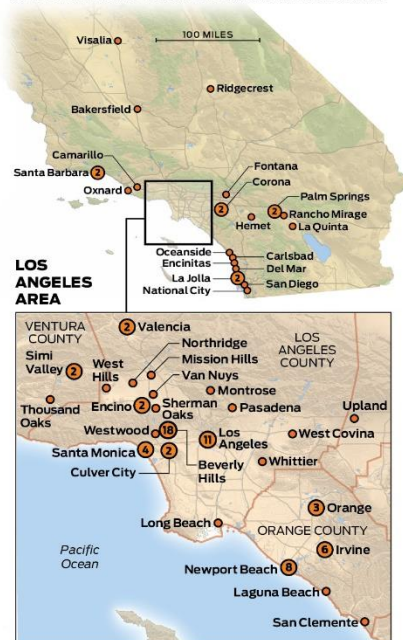 Visalia
100 MILES
Ridgecrest
Bakersfield
Camarillo
Santa Barbara 2
Oxnard
Fontana
Corona
2
Palm Springs
2
Rancho Mirage
Hemet
La Quinta
Oceanside
Encinitas
La Jolla 2
National City
Carlsbad
Del Mar
San Diego
LOS
ANGELES
AREA
VENTURA
COUNTY
2 Valencia
Northridge
Mission Hills
LOS
ANGELES
COUNTY
Simi
Valley 2
West
Hills
Van Nuys
Montrose
Thousand
Oaks
Encino 2
Sherman
Oaks
Pasadena
Upland
Westwood 18
11 Los
Angeles
West Covina
Santa Monica 4
2
Culver City
Beverly
Hills
Whittier
3 Orange
Long Beach
ORANGE COUNTY
6 Irvine
Pacific
Ocean
Newport Beach 8
Laguna Beach
San Clemente